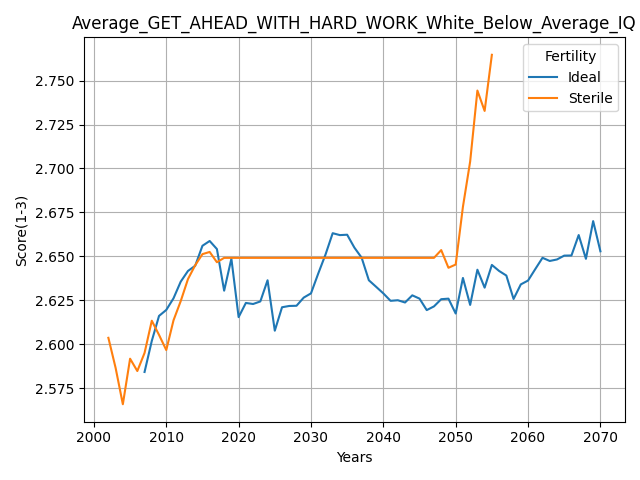 Average_GET_AHEAD_WITH_HARD_WORK_White_Below_Average_IQ
Fertility
Ideal
Sterile
Score(1-3)
2.750
2.725
2.700
2.675
2.650
2.625
2.600
2.575
2000 2010 2020 2030 2040 2050 2060 2070
Years